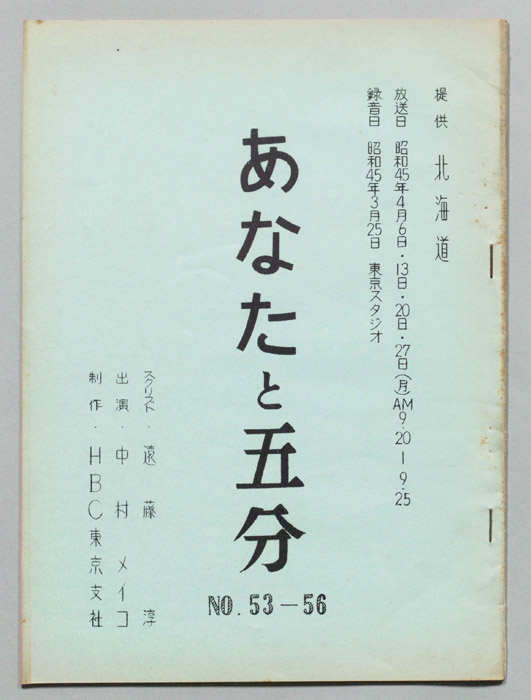 提供 北海道
放送日 昭和45年4月6日・13日・20日・27日(月)AM9.20ー9.25
録音日 昭和45年3月25日 東京スタジオ
あなたと五分
NO. 53-56
スクリプト・遠藤淳
出演・中村メイコ
制作・HBC東京支社